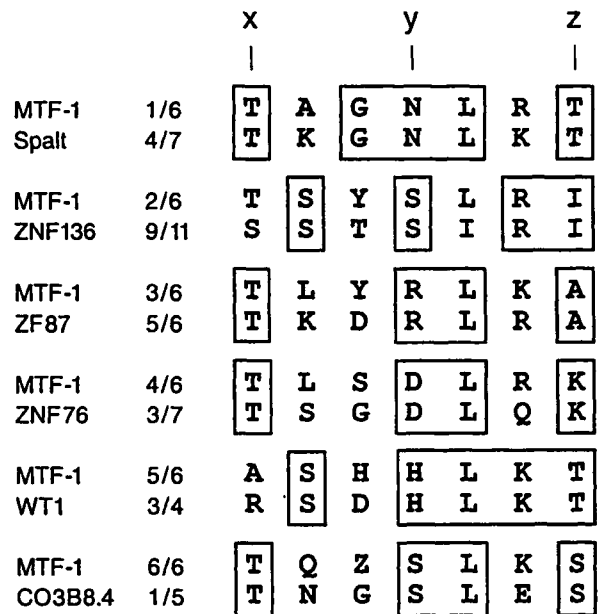 x y z
MTF-1 1/6 T A G N L R T
Spalt 4/7 T K G N L K T
MTF-1 2/6 T S Y S L R I
ZNF136 9/11 S S T S I R I
MTF-1 3/6 T L Y R L K A
ZF87 5/6 T K D R L R A
MTF-1 4/6 T L S D L R K
ZNF76 3/7 T S G D L Q K
MTF-1 5/6 A S H H L K T
WT1 3/4 R S D H L K T
MTF-1 6/6 T Q Z S L K S
CO3B8.4 1/5 T N G S L E S